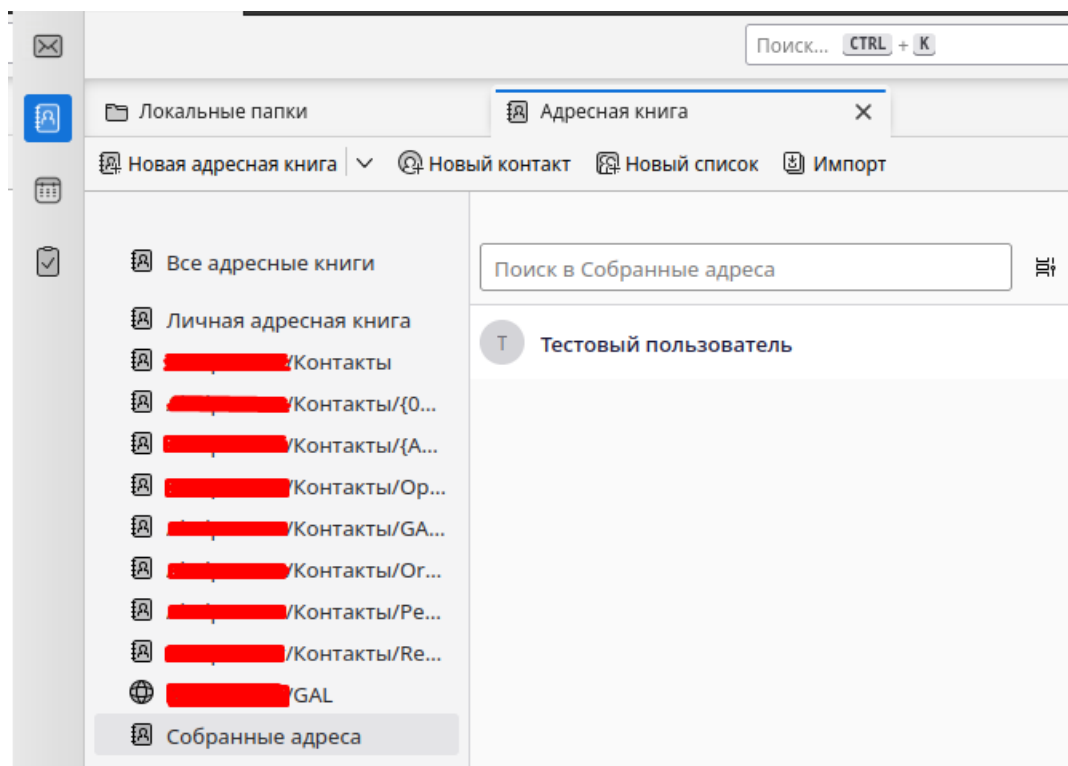 Поиск... CTRL + K
Локальные папки
Адресная книга
Новая адресная книга
Новый контакт
Новый список
Импорт
Все адресные книги
Личная адресная книга
/Контакты
/Контакты/{0...
/Контакты/{A...
/Контакты/Op...
/Контакты/GA...
/Контакты/Or...
/Контакты/Pe...
/Контакты/Re...
/GAL
Собранные адреса
Поиск в Собранные адреса
Т Тестовый пользователь